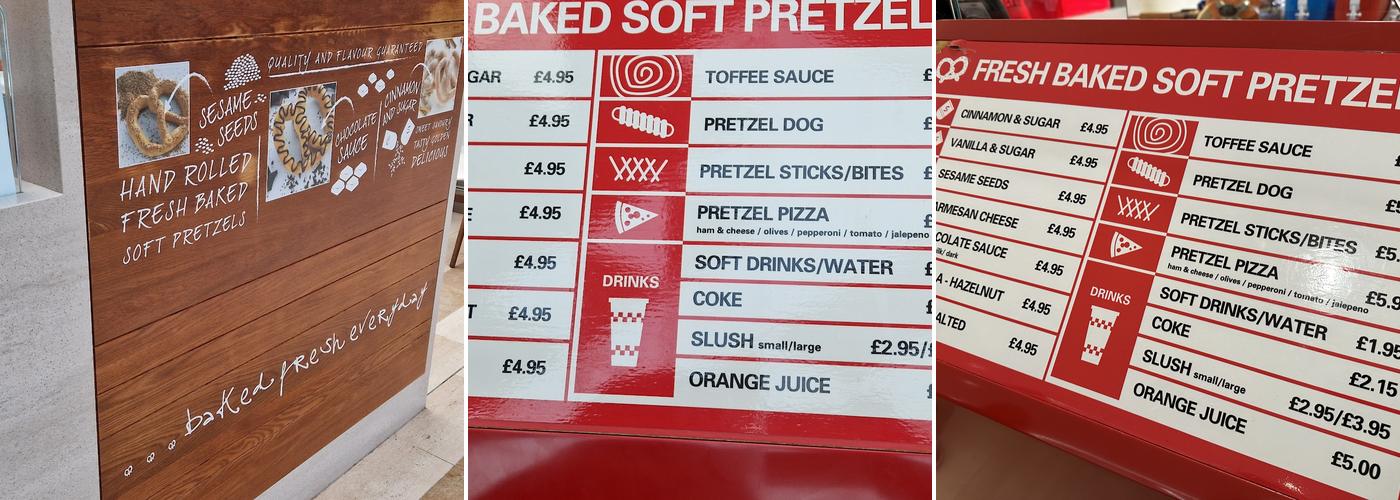 QUALITY AND FLAVOUR GUARANTEED
SESAME
SEEDS
CHOCOLATE
SAUCE
CINNAMON
AND SUGAR
SWEET SAVOURY
TASTY GOLDEN
DELICIOUS
HAND ROLLED
FRESH BAKED
SOFT PRETZELS
... baked fresh everyday
BAKED SOFT PRETZEL
GAR £4.95
£4.95
£4.95
£4.95
£4.95
£4.95
£4.95
TOFFEE SAUCE
PRETZEL DOG
PRETZEL STICKS/BITES
PRETZEL PIZZA
ham & cheese / olives / pepperoni / tomato / jalepeno
DRINKS
SOFT DRINKS/WATER
COKE
SLUSH small/large £2.95/
ORANGE JUICE
FRESH BAKED SOFT PRETZE
CINNAMON & SUGAR £4.95
VANILLA & SUGAR £4.95
SESAME SEEDS £4.95
ARMESAN CHEESE £4.95
COLATE SAUCE £4.95
ilk/ dark
A - HAZELNUT £4.95
ALTED £4.95
TOFFEE SAUCE
PRETZEL DOG £5
PRETZEL STICKS/BITES £5.
PRETZEL PIZZA £5.9
ham & cheese / olives / pepperoni / tomato / jalepeno
DRINKS
SOFT DRINKS/WATER £1.95
COKE £2.15
SLUSH small/large £2.95/£3.95
ORANGE JUICE £5.00